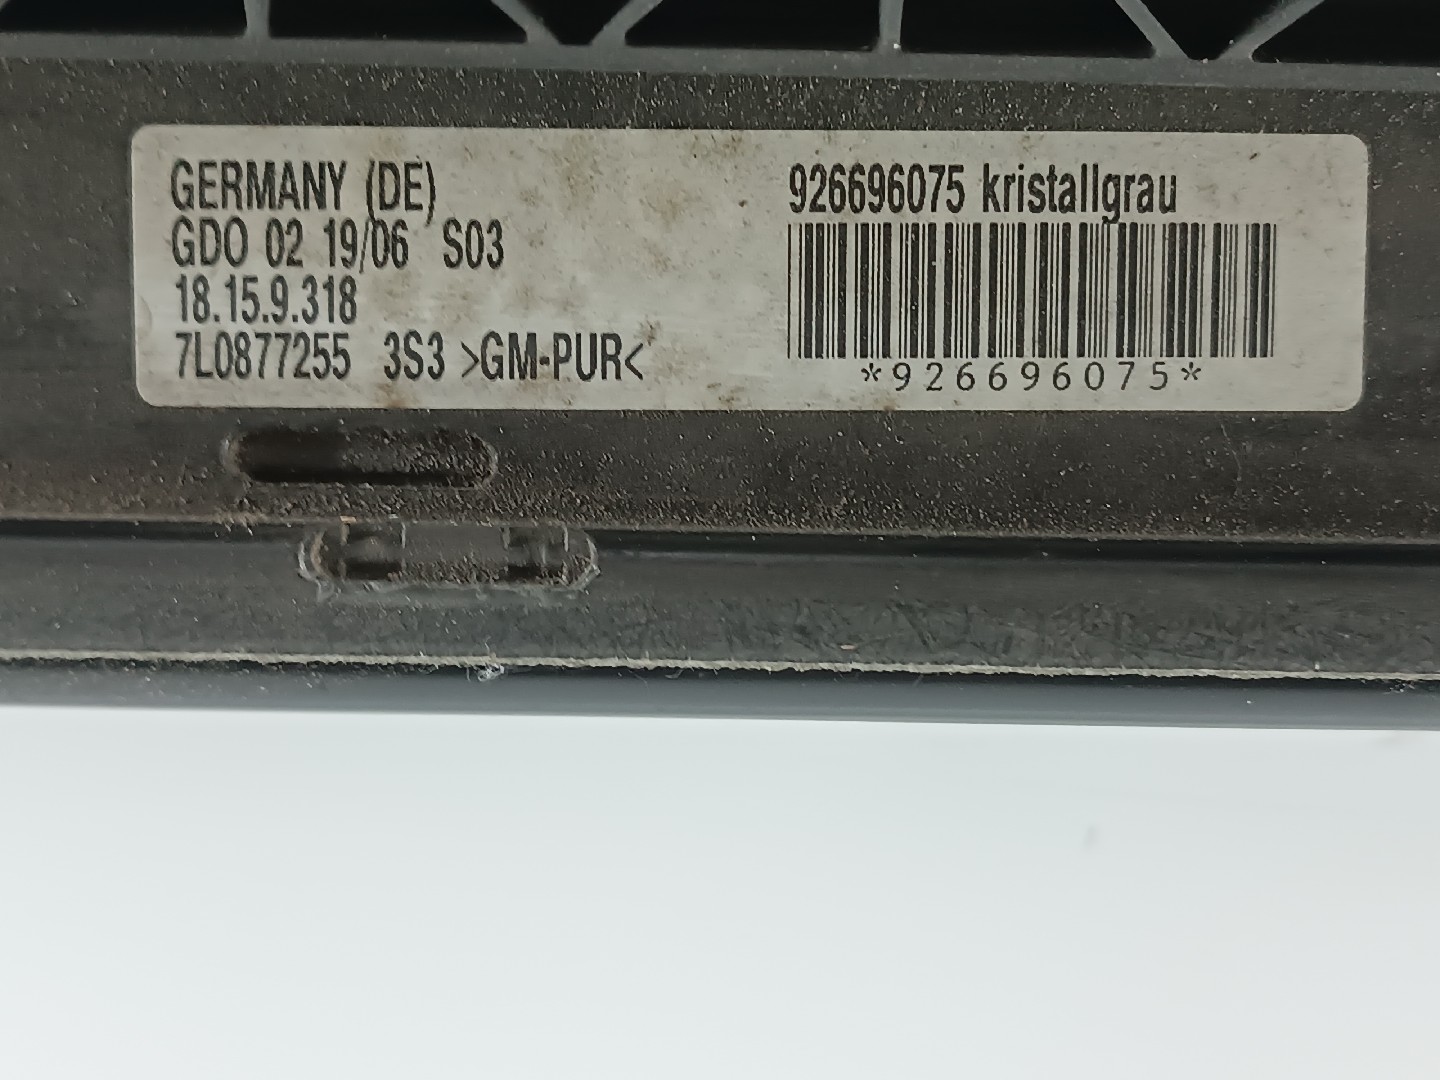 GERMANY (DE)
GDO 02 19/06 S03
18.15.9.318
7L0877255 3S3 >GM-PUR<
926696075 kristallgrau
*926696075*